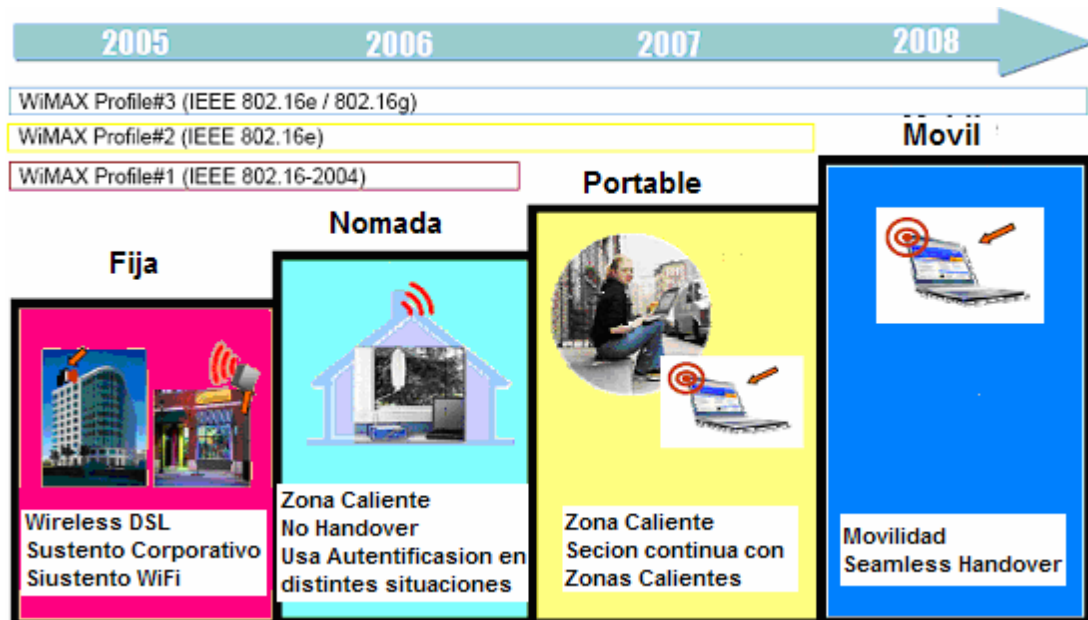 2005 2006 2007 2008
WiMAX Profile#3 (IEEE 802.16e / 802.16g)
WiMAX Profile#2 (IEEE 802.16e)
WiMAX Profile#1 (IEEE 802.16-2004)
Fija
Nomada
Portable
Movil
Wireless DSL
Sustento Corporativo
Siustento WiFi
Zona Caliente
No Handover
Usa Autentificasion en
distintes situaciones
Zona Caliente
Secion continua con
Zonas Calientes
Movilidad
Seamless Handover